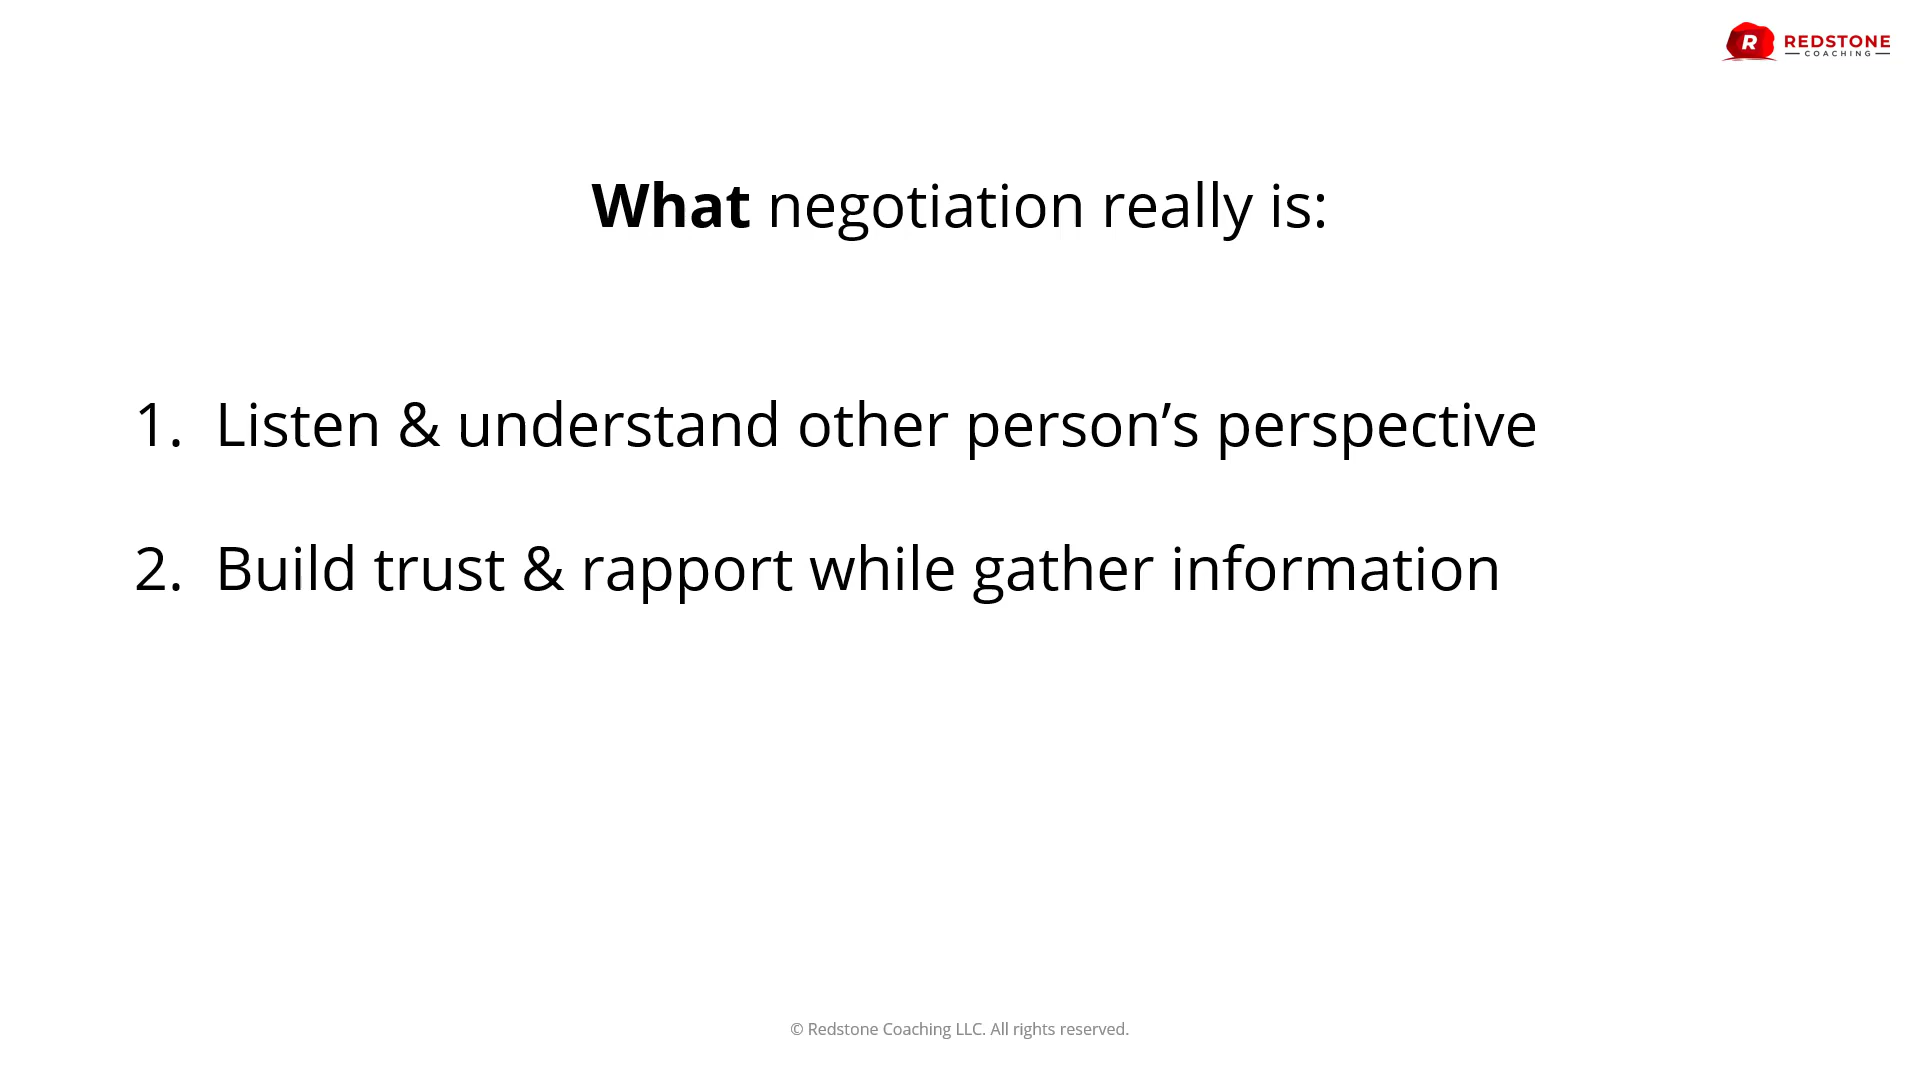 R REDSTONE
COACHING
What negotiation really is:
1. Listen & understand other person’s perspective
2. Build trust & rapport while gather information
© Redstone Coaching LLC. All rights reserved.